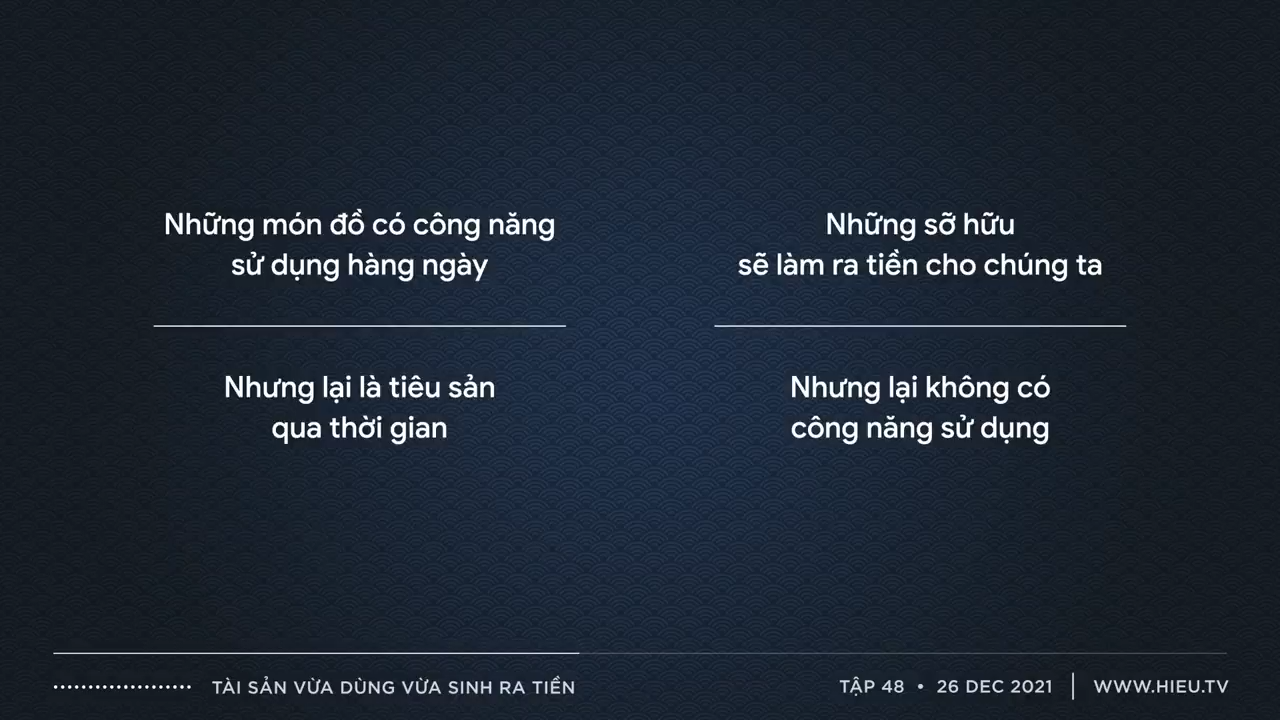 Những món đồ có công năng
sử dụng hàng ngày
Nhưng lại là tiêu sản
qua thời gian
Những sỡ hữu
sẽ làm ra tiền cho chúng ta
Nhưng lại không có
công năng sử dụng
TÀI SẢN VỪA DÙNG VỪA SINH RA TIỀN
TẬP 48 • 26 DEC 2021 | WWW.HIEU.TV